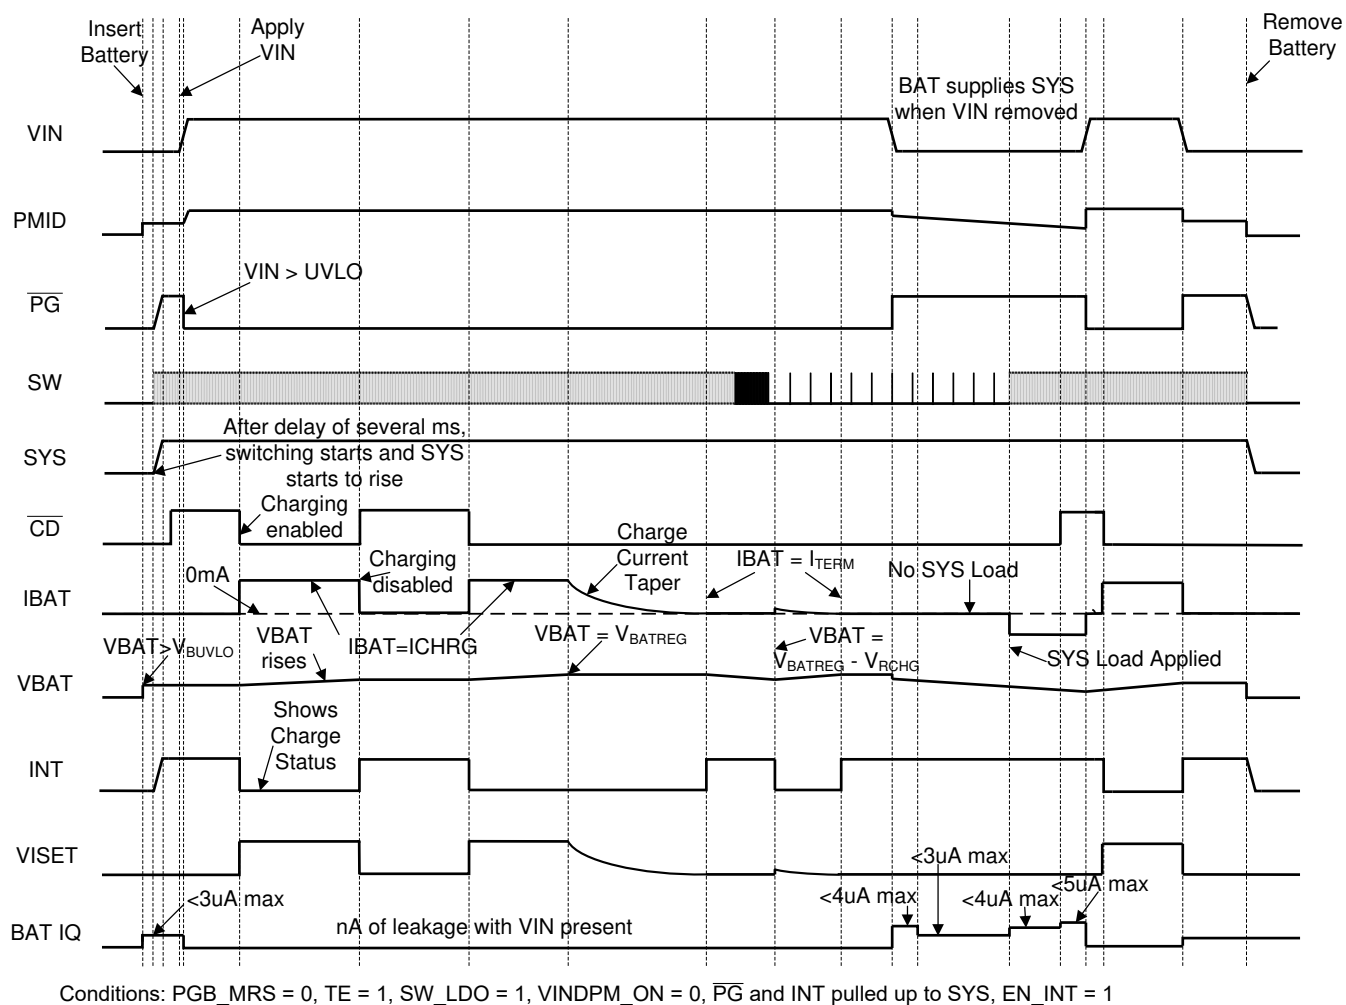 Insert
Battery
Apply
VIN
Remove
Battery
BAT supplies SYS
when VIN removed
VIN
PMID
VIN > UVLO
PG
SW
After delay of several ms,
switching starts and SYS
starts to rise
SYS
Charging
enabled
CD
Charge
Current
Taper
Charging
disabled
IBAT = ITERM
No SYS Load
0mA
IBAT
VBAT>VBUVLO
VBAT
rises
IBAT=ICHRG
VBAT = VBATREG
VBAT =
VBATREG - VRCHG
SYS Load Applied
VBAT
Shows
Charge
Status
INT
VISET
<3uA max
<3uA max
<4uA max
<4uA max
<5uA max
BAT IQ
nA of leakage with VIN present
Conditions: PGB_MRS = 0, TE = 1, SW_LDO = 1, VINDPM_ON = 0, PG and INT pulled up to SYS, EN_INT = 1